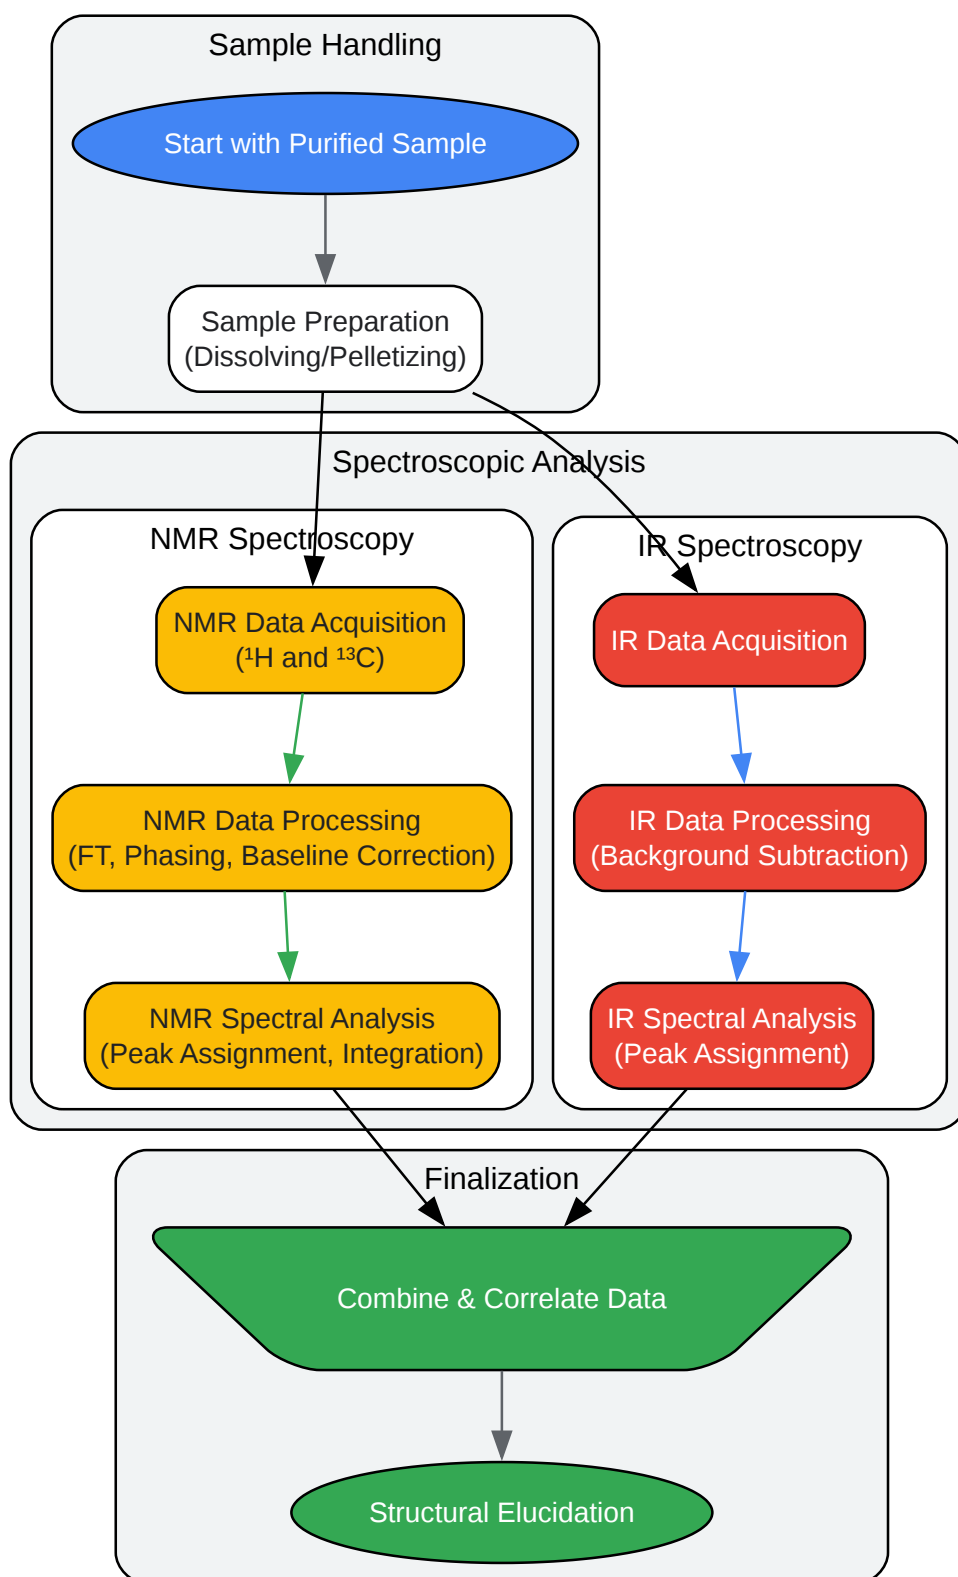 Sample Handling
Start with Purified Sample
Sample Preparation
(Dissolving/Pelletizing)
Spectroscopic Analysis
NMR Spectroscopy
NMR Data Acquisition
(¹H and ¹³C)
NMR Data Processing
(FT, Phasing, Baseline Correction)
NMR Spectral Analysis
(Peak Assignment, Integration)
IR Spectroscopy
IR Data Acquisition
IR Data Processing
(Background Subtraction)
IR Spectral Analysis
(Peak Assignment)
Finalization
Combine & Correlate Data
Structural Elucidation